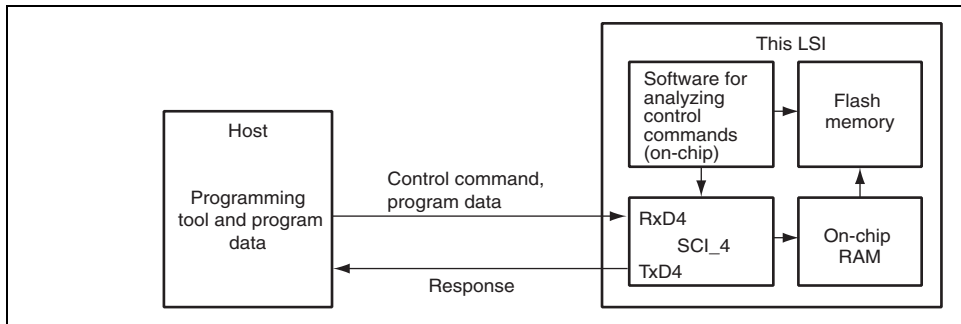 This LSI
Software for
analyzing
control
commands
(on-chip)
Flash
memory
Host
Programming
tool and program
data
Control command,
program data
RxD4
SCI_4
TxD4
On-chip
RAM
Response